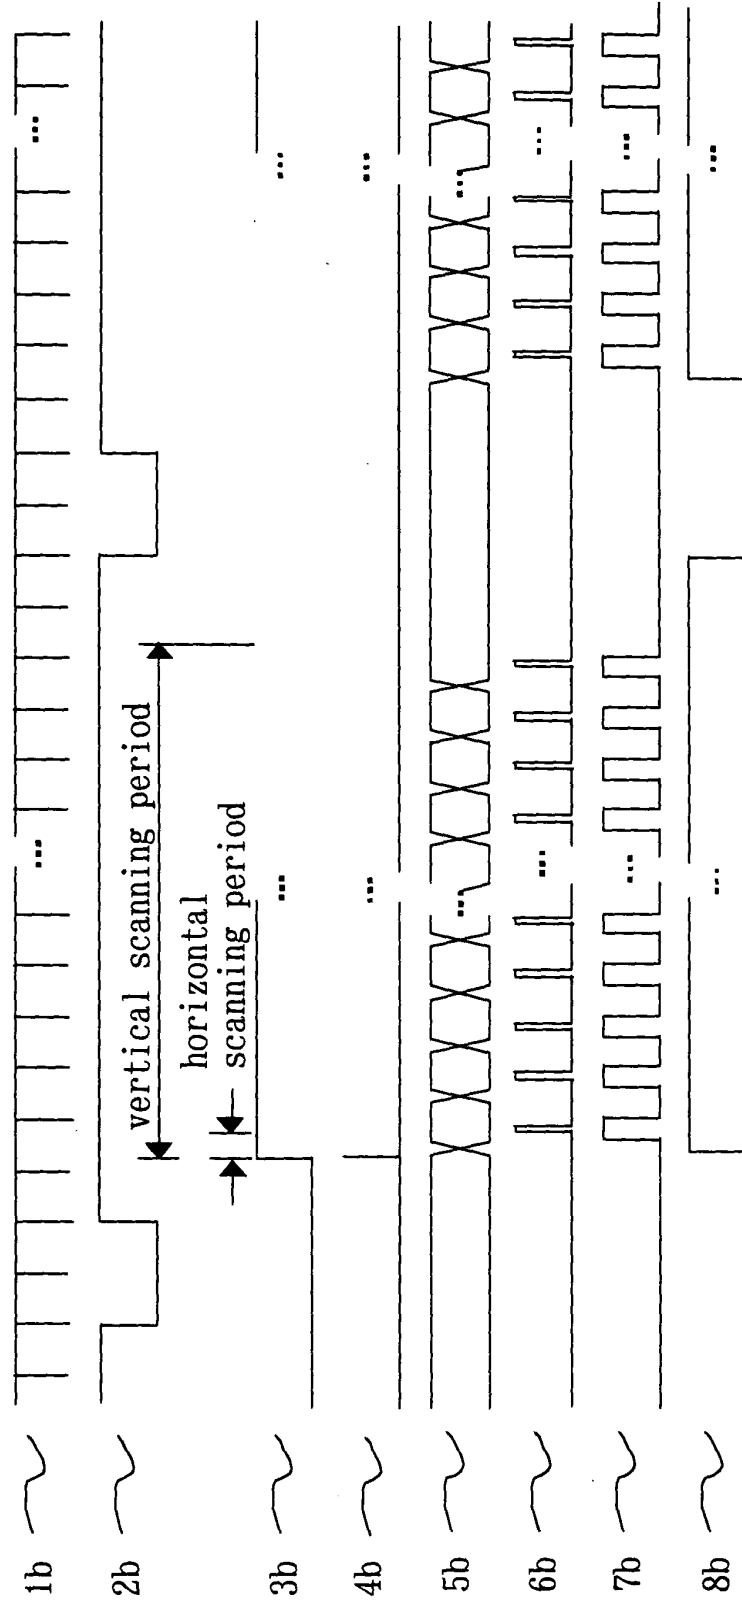 1b
2b
vertical scanning period
horizontal
scanning period
3b
4b
5b
6b
7b
8b